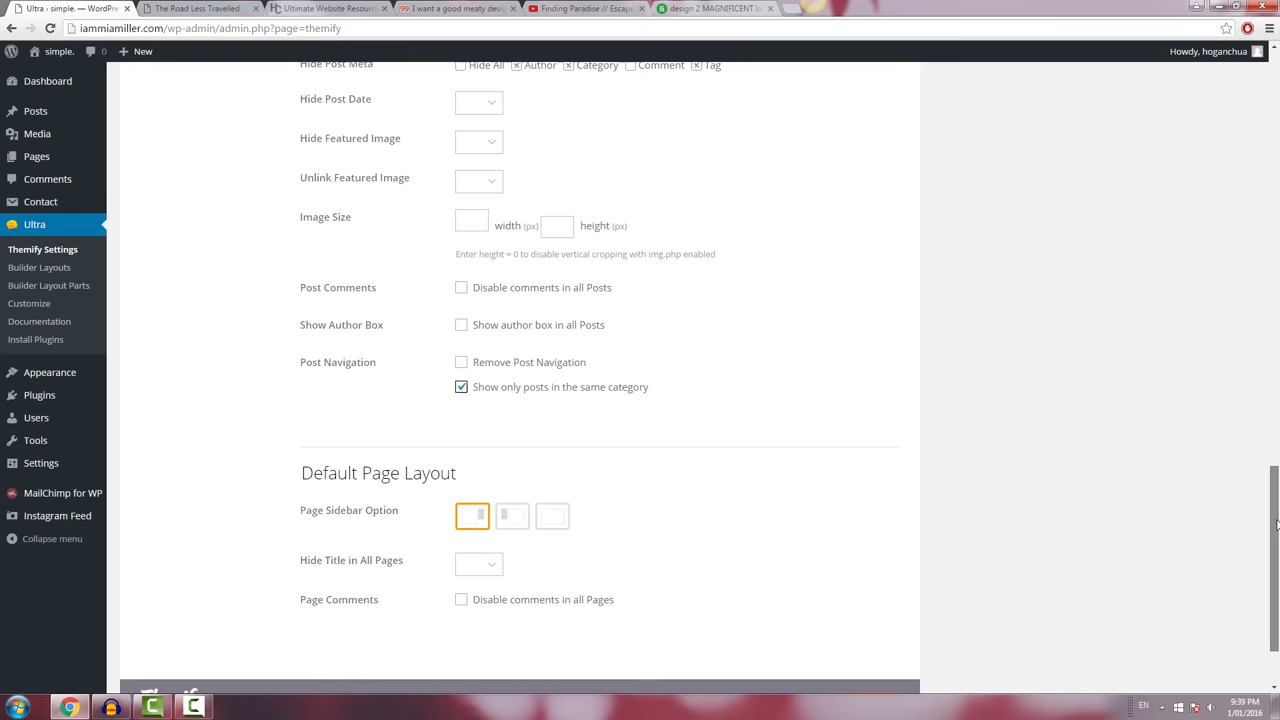 Ultra ‹ simple. — WordPre
The Road Less Travelled
Ultimate Website Resourc
I want a good meaty desig
Finding Paradise // Escape
design 2 MAGNIFICENT lo
iammiamiller.com/wp-admin/admin.php?page=themify
simple. 0 + New Howdy, hoganchua
Dashboard
Posts
Media
Pages
Comments
Contact
Ultra
Themify Settings
Builder Layouts
Builder Layout Parts
Customize
Documentation
Install Plugins
Appearance
Plugins
Users
Tools
Settings
MailChimp for WP
Instagram Feed
Collapse menu
Hide Post Meta Hide All Author Category Comment Tag
Hide Post Date
Hide Featured Image
Unlink Featured Image
Image Size width (px) height (px)
Enter height = 0 to disable vertical cropping with img.php enabled
Post Comments Disable comments in all Posts
Show Author Box Show author box in all Posts
Post Navigation Remove Post Navigation
Show only posts in the same category
Default Page Layout
Page Sidebar Option
Hide Title in All Pages
Page Comments Disable comments in all Pages
EN 9:39 PM
1/01/2016